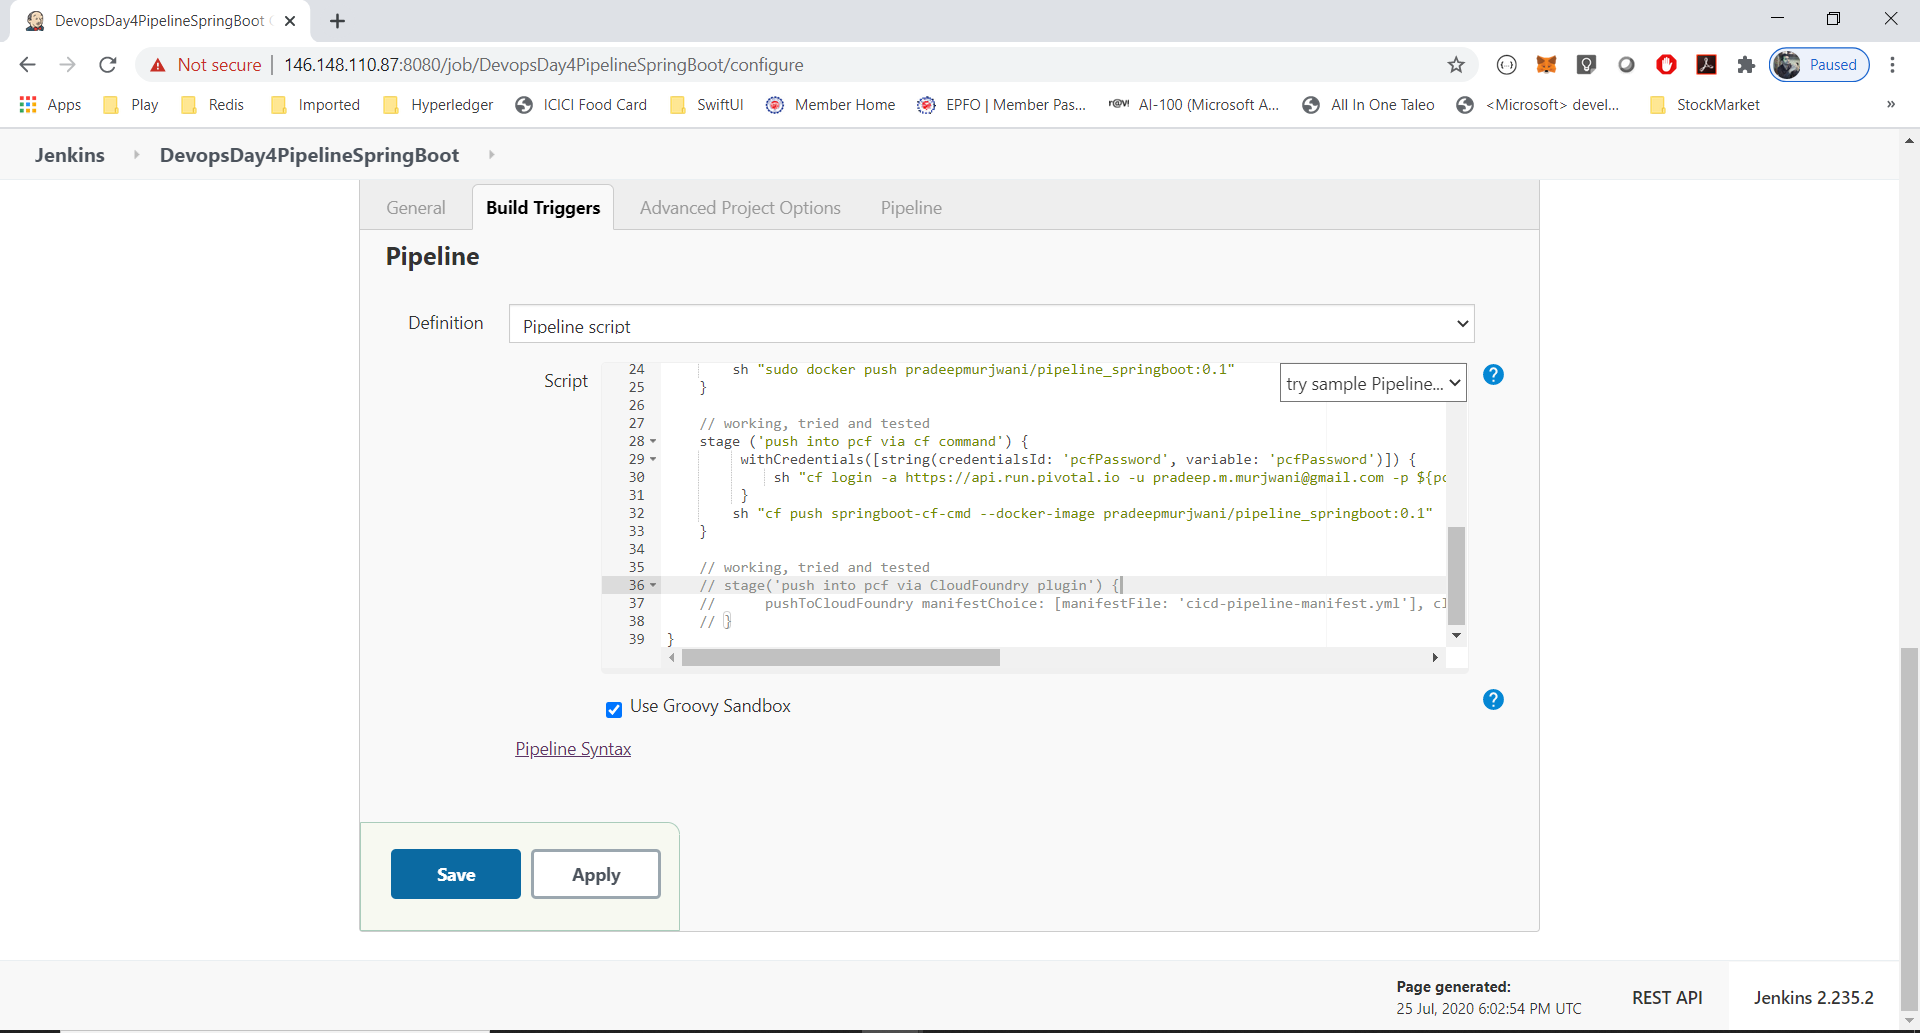 DevopsDay4PipelineSpringBoot
Not secure
146.148.110.87:8080/job/DevopsDay4PipelineSpringBoot/configure
Paused
Apps
Play
Redis
Imported
Hyperledger
ICICI Food Card
SwiftUI
Member Home
EPFO | Member Pas...
AI-100 (Microsoft A...
All In One Taleo
<Microsoft> devel...
StockMarket
»
Jenkins
DevopsDay4PipelineSpringBoot
General
Build Triggers
Advanced Project Options
Pipeline
Pipeline
Definition
Pipeline script
Script
try sample Pipeline...
24 sh "sudo docker push pradeepmurjwani/pipeline_springboot:0.1"
25 }
26
27 // working, tried and tested
28 stage ('push into pcf via cf command') {
29 withCredentials([string(credentialsId: 'pcfPassword', variable: 'pcfPassword')]) {
30 sh "cf login -a https://api.run.pivotal.io -u pradeep.m.murjwani@gmail.com -p ${pc
31 }
32 sh "cf push springboot-cf-cmd --docker-image pradeepmurjwani/pipeline_springboot:0.1"
33 }
34
35 // working, tried and tested
36 // stage('push into pcf via CloudFoundry plugin') {
37 // pushToCloudFoundry manifestChoice: [manifestFile: 'cicd-pipeline-manifest.yml'], cl
38 // }
39 }
Use Groovy Sandbox
Pipeline Syntax
Save
Apply
Page generated:
25 Jul, 2020 6:02:54 PM UTC
REST API
Jenkins 2.235.2